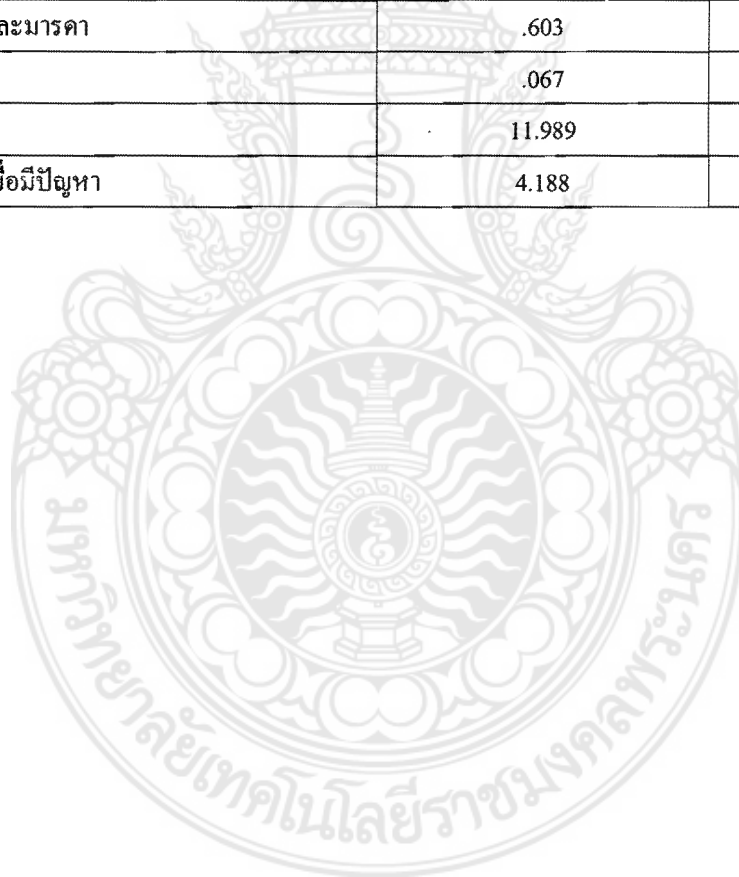 ละมารดา .603
.067
11.989
มื่อมีปัญหา 4.188
มหาวิทยาลัยเทคโนโลยีราชมงคลพระนคร